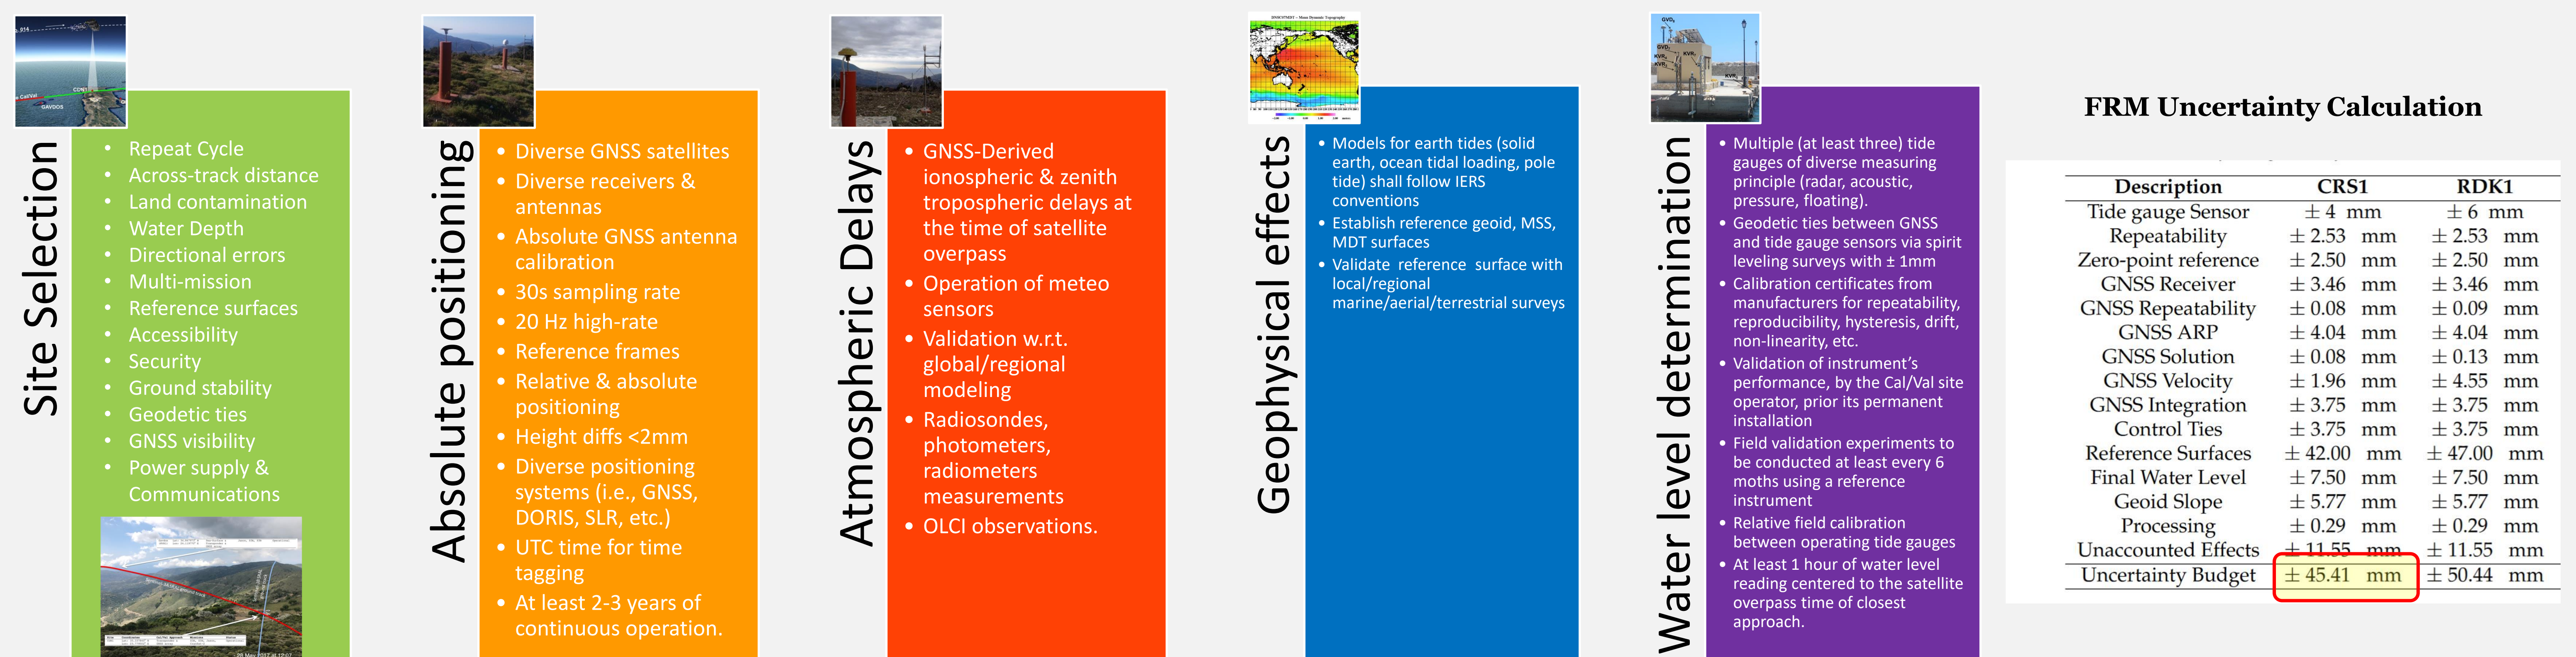 Site Selection
• Repeat Cycle
• Across-track distance
• Land contamination
• Water Depth
• Directional errors
• Multi-mission
• Reference surfaces
• Accessibility
• Security
• Ground stability
• Geodetic ties
• GNSS visibility
• Power supply &
Communications
GAVDOS
Absolute positioning
• Diverse GNSS satellites
• Diverse receivers &
antennas
• Absolute GNSS antenna
calibration
• 30s sampling rate
• 20 Hz high-rate
• Reference frames
• Relative & absolute
positioning
• Height diffs <2mm
• Diverse positioning
systems (i.e., GNSS,
DORIS, SLR, etc.)
• UTC time for time
tagging
• At least 2-3 years of
continuous operation.
Atmospheric Delays
• GNSS-Derived
ionospheric & zenith
tropospheric delays at
the time of satellite
overpass
• Operation of meteo
sensors
• Validation w.r.t.
global/regional
modeling
• Radiosondes,
photometers,
radiometers
measurements
• OLCI observations.
Geophysical effects
• Models for earth tides (solid
earth, ocean tidal loading, pole
tide) shall follow IERS
conventions
• Establish reference geoid, MSS,
MDT surfaces
• Validate reference surface with
local/regional
marine/aerial/terrestrial surveys
Water level determination
• Multiple (at least three) tide
gauges of diverse measuring
principle (radar, acoustic,
pressure, floating).
• Geodetic ties between GNSS
and tide gauge sensors via spirit
leveling surveys with ± 1mm
• Calibration certificates from
manufacturers for repeatability,
reproducibility, hysteresis, drift,
non-linearity, etc.
• Validation of instrument's
performance, by the Cal/Val site
operator, prior its permanent
installation
• Field validation experiments to
be conducted at least every 6
moths using a reference
instrument
• Relative field calibration
between operating tide gauges
• At least 1 hour of water level
reading centered to the satellite
overpass time of closest
approach.
FRM Uncertainty Calculation
Description CRS1 RDK1
Tide gauge Sensor ± 4 mm ± 6 mm
Repeatability ± 2.53 mm ± 2.53 mm
Zero-point reference ± 2.50 mm ± 2.50 mm
GNSS Receiver ± 3.46 mm ± 3.46 mm
GNSS Repeatability ± 0.08 mm ± 0.09 mm
GNSS ARP ± 4.04 mm ± 4.04 mm
GNSS Solution ± 0.08 mm ± 0.13 mm
GNSS Velocity ± 1.96 mm ± 4.55 mm
GNSS Integration ± 3.75 mm ± 3.75 mm
Control Ties ± 3.75 mm ± 3.75 mm
Reference Surfaces ± 42.00 mm ± 47.00 mm
Final Water Level ± 7.50 mm ± 7.50 mm
Geoid Slope ± 5.77 mm ± 5.77 mm
Processing ± 0.29 mm ± 0.29 mm
Unaccounted Effects ± 11.55 mm ± 11.55 mm
Uncertainty Budget ± 45.41 mm ± 50.44 mm